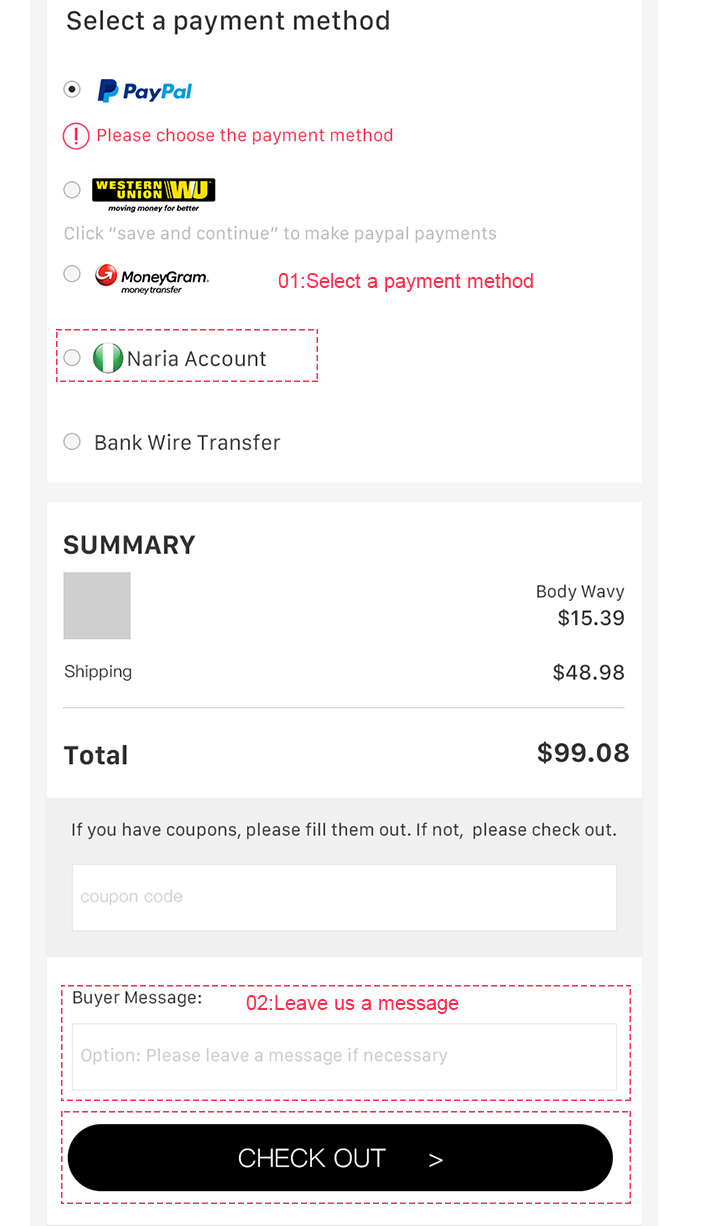 Select a payment method
PayPal
! Please choose the payment method
WESTERN
UNION WU
moving money for better
Click “save and continue” to make paypal payments
MoneyGram.
money transfer
01:Select a payment method
Naria Account
Bank Wire Transfer
SUMMARY
Body Wavy
$15.39
Shipping $48.98
Total $99.08
If you have coupons, please fill them out. If not, please check out.
coupon code
Buyer Message: 02:Leave us a message
Option: Please leave a message if necessary
CHECK OUT >